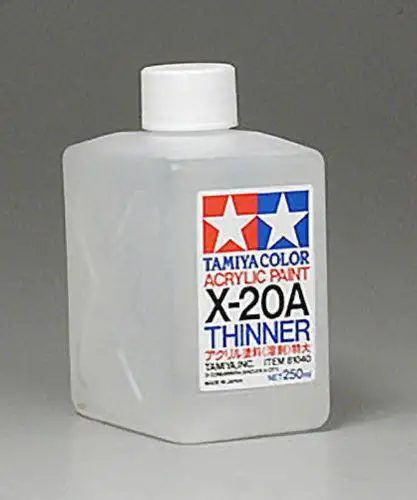 TAMIYA COLOR
ACRYLIC PAINT
X-20A
THINNER
アクリル塗料(溶剤)特大
TAMIYA,INC. ITEM 81040
MADE IN JAPAN NET 250ml